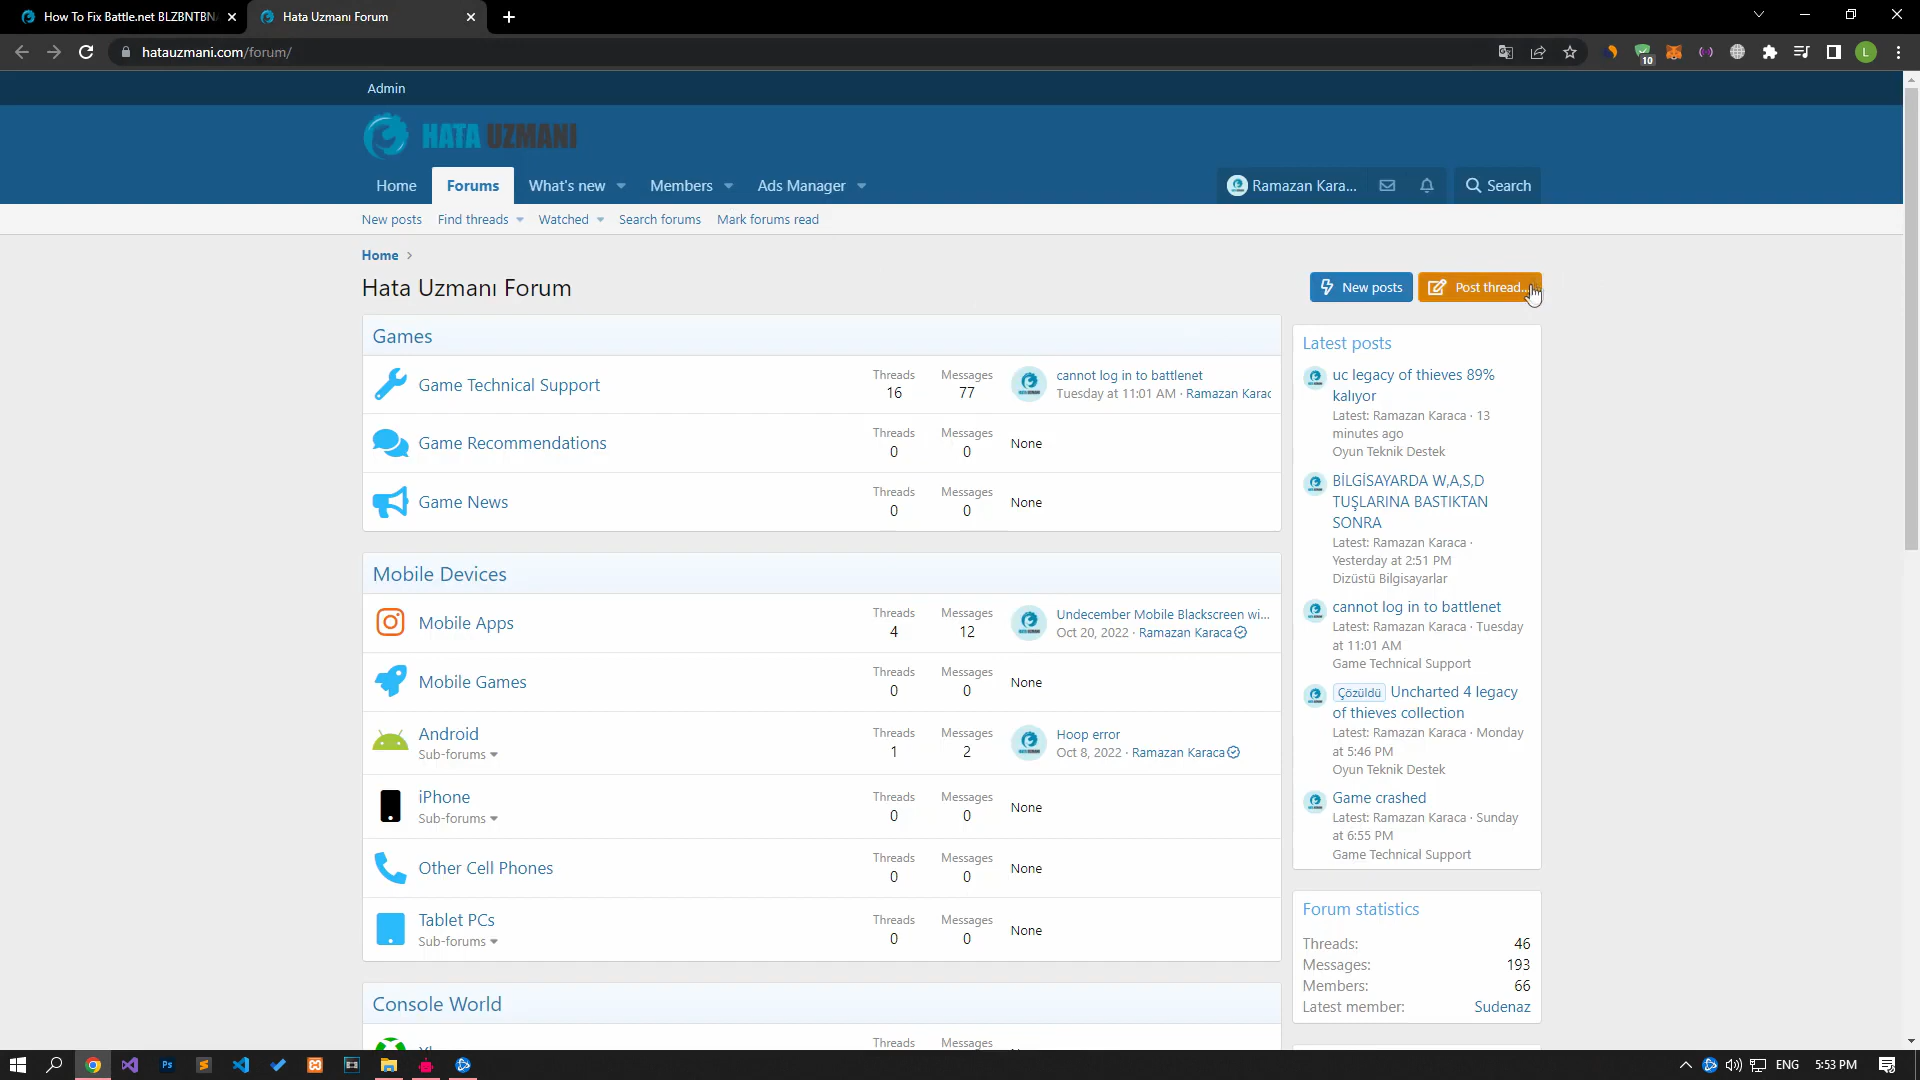 How To Fix Battle.net BLZBNTBN
Hata Uzmanı Forum
hatauzmani.com/forum/
10
L
Admin
HATA UZMANI
Home
Forums
What's new
Members
Ads Manager
Ramazan Kara...
Search
New posts
Find threads
Watched
Search forums
Mark forums read
Home
Hata Uzmanı Forum
New posts
Post thread...
Games
Game Technical Support
Threads
16
Messages
77
cannot log in to battlenet
Tuesday at 11:01 AM · Ramazan Karac
Game Recommendations
Threads
0
Messages
0
None
Game News
Threads
0
Messages
0
None
Mobile Devices
Mobile Apps
Threads
4
Messages
12
Undecember Mobile Blackscreen wi...
Oct 20, 2022 · Ramazan Karaca
Mobile Games
Threads
0
Messages
0
None
Android
Sub-forums
Threads
1
Messages
2
Hoop error
Oct 8, 2022 · Ramazan Karaca
iPhone
Sub-forums
Threads
0
Messages
0
None
Other Cell Phones
Threads
0
Messages
0
None
Tablet PCs
Sub-forums
Threads
0
Messages
0
None
Console World
Threads
Messages
Latest posts
uc legacy of thieves 89%
kalıyor
Latest: Ramazan Karaca · 13
minutes ago
Oyun Teknik Destek
BİLGİSAYARDA W,A,S,D
TUŞLARINA BASTIKTAN
SONRA
Latest: Ramazan Karaca ·
Yesterday at 2:51 PM
Dizüstü Bilgisayarlar
cannot log in to battlenet
Latest: Ramazan Karaca · Tuesday
at 11:01 AM
Game Technical Support
Çözüldü Uncharted 4 legacy
of thieves collection
Latest: Ramazan Karaca · Monday
at 5:46 PM
Oyun Teknik Destek
Game crashed
Latest: Ramazan Karaca · Sunday
at 6:55 PM
Game Technical Support
Forum statistics
Threads: 46
Messages: 193
Members: 66
Latest member: Sudenaz
Ps
ENG
5:53 PM